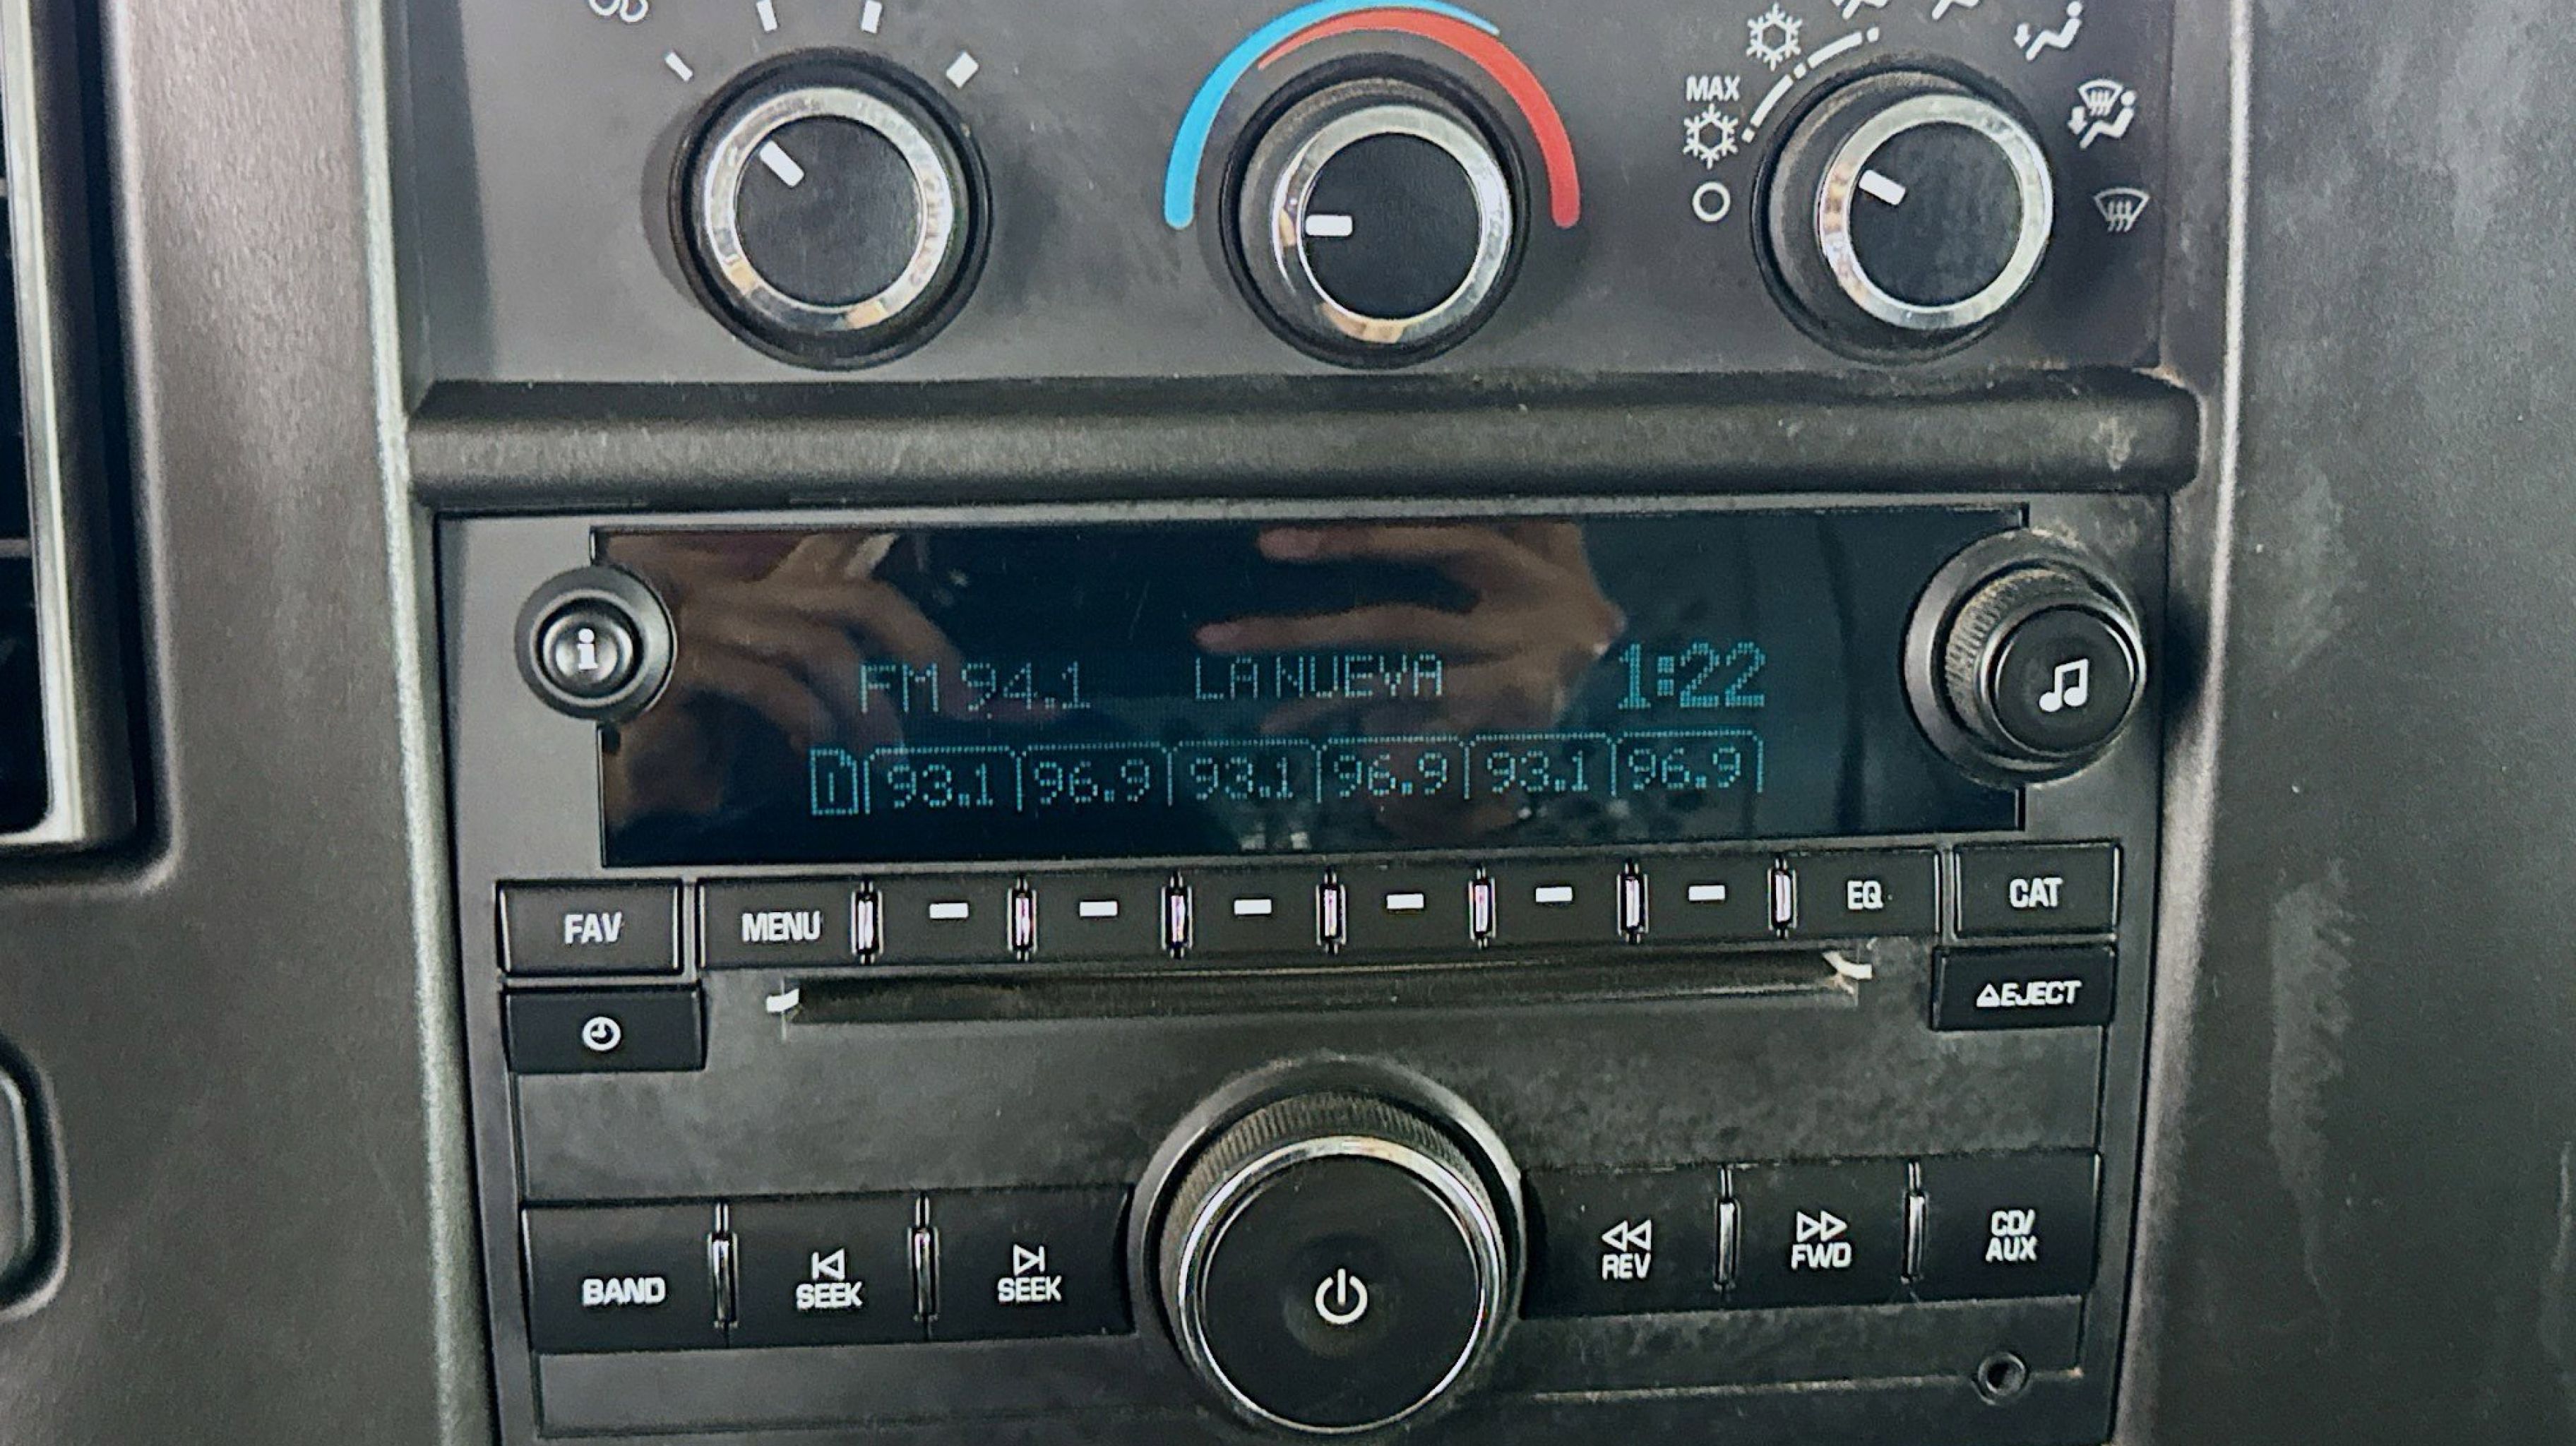 MAX
i
FM 94.1 LA NUEVA 1:22
1 93.1 96.9 93.1 96.9 93.1 96.9
FAV MENU EQ CAT
EJECT
BAND SEEK SEEK REV FWD CD/
AUX